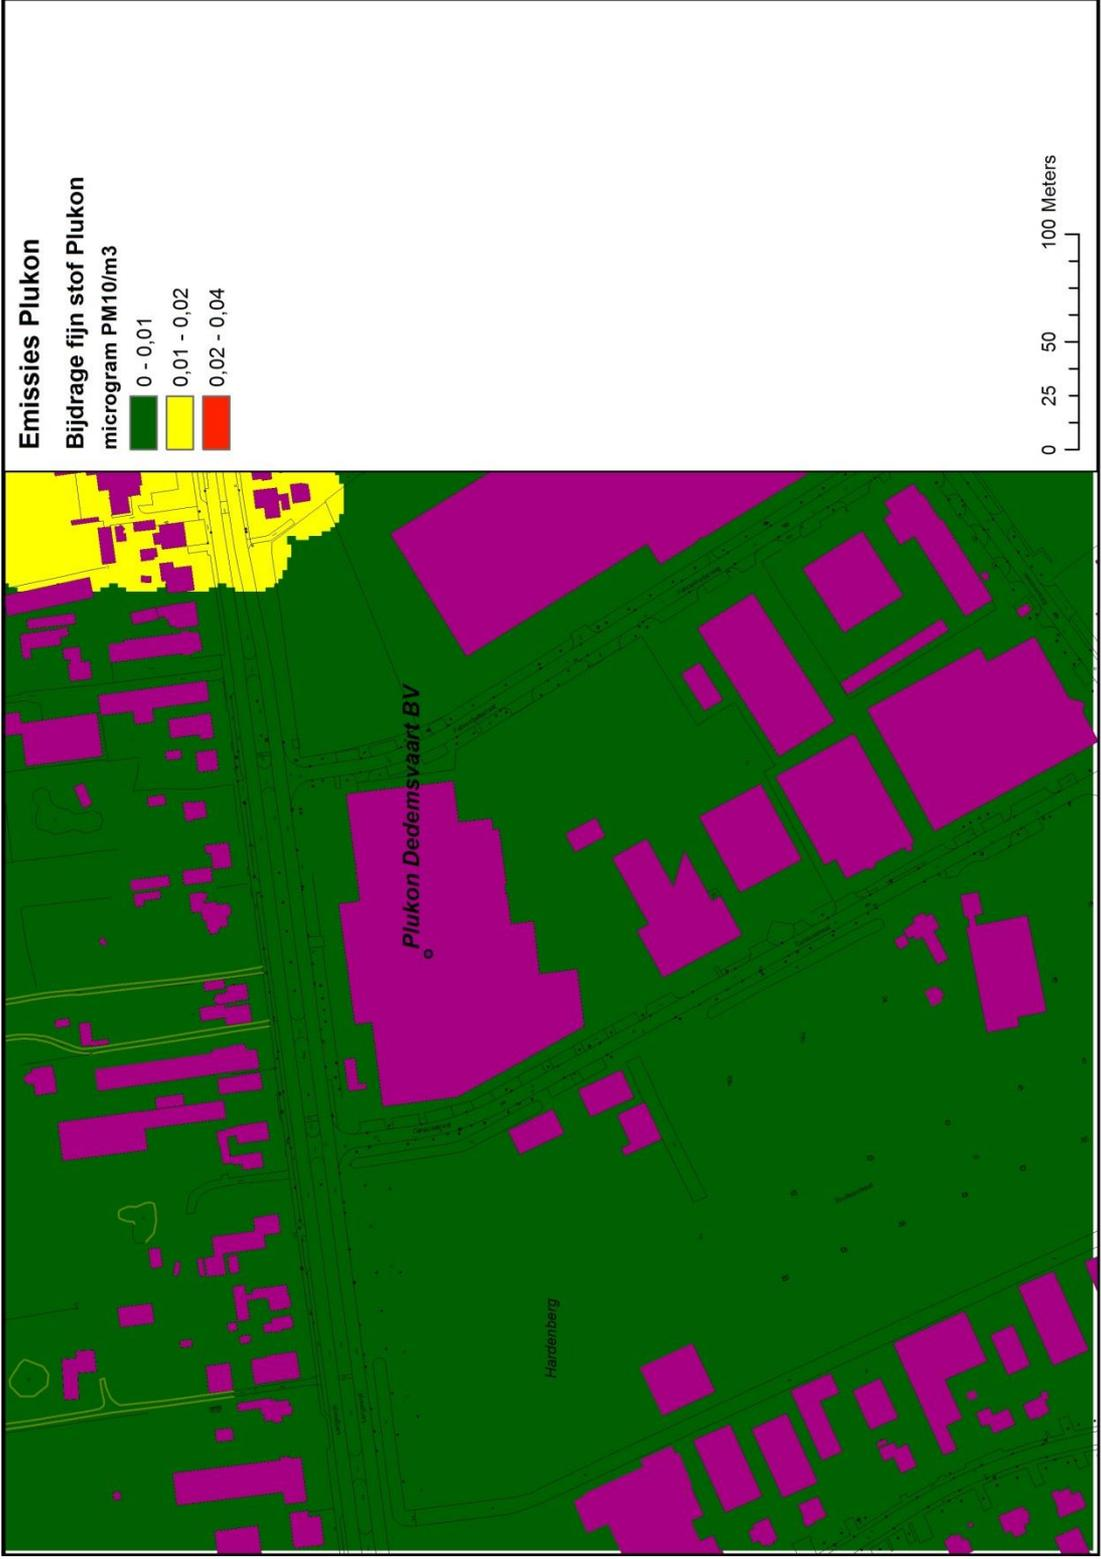 Emissies Plukon
Bijdrage fijn stof Plukon
microgram PM10/m3
0 - 0,01
0,01 - 0,02
0,02 - 0,04
Plukon Dedemsvaart BV
Hardenberg
0 25 50 100 Meters